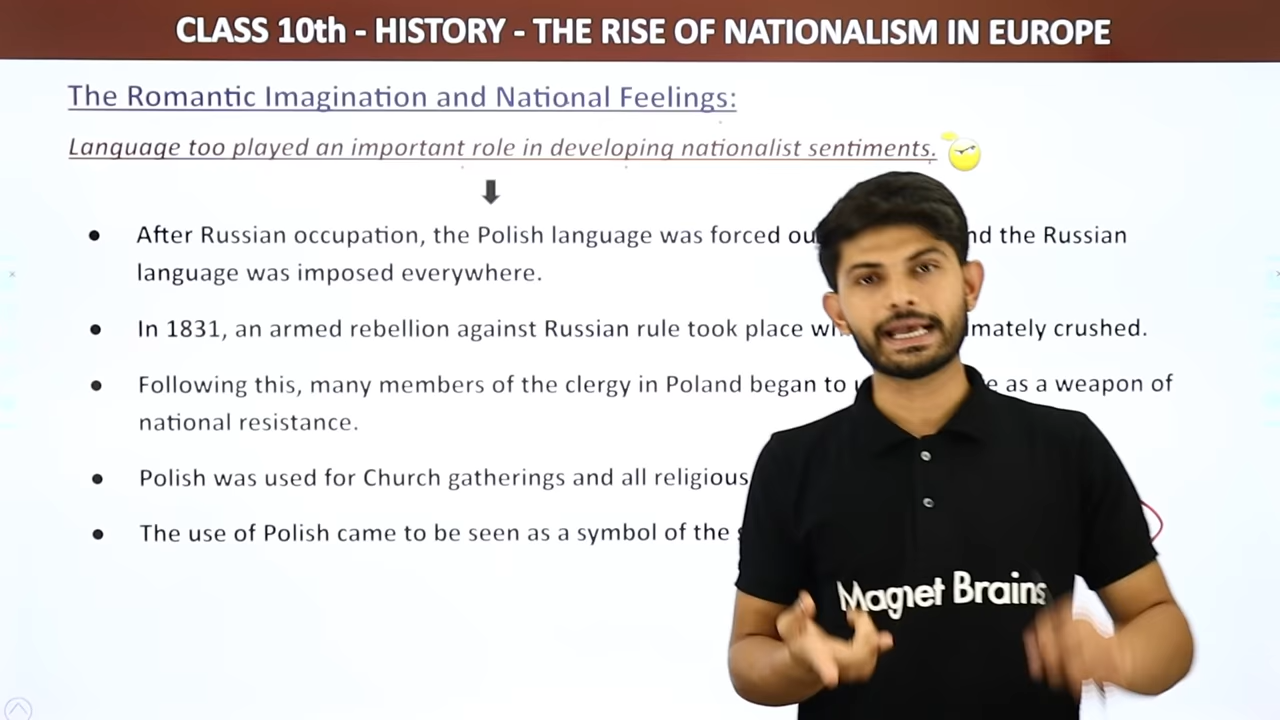 CLASS 10th - HISTORY - THE RISE OF NATIONALISM IN EUROPE
The Romantic Imagination and National Feelings:
Language too played an important role in developing nationalist sentiments.
● After Russian occupation, the Polish language was forced the Russian
language was imposed everywhere.
● In 1831, an armed rebellion against Russian rule took place crushed.
● Following this, many members of the clergy in Poland began to as a weapon of
national resistance.
● Polish was used for Church gatherings and all religious
● The use of Polish came to be seen as a symbol of the
Magnet Brains